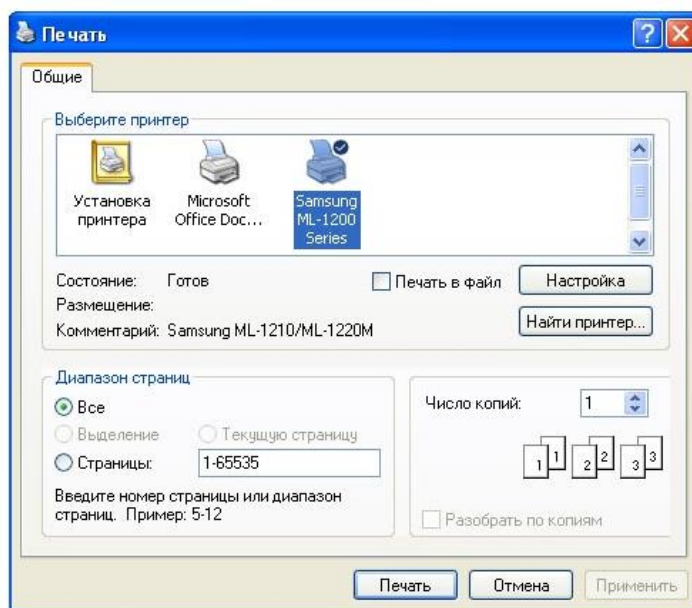 Печать
Общие
Выберите принтер
Установка принтера
Microsoft Office Doc...
Samsung ML-1200 Series
Состояние: Готов
Печать в файл
Настройка
Размещение:
Комментарий: Samsung ML-1210/ML-1220M
Найти принтер...
Диапазон страниц
Все
Выделение
Текущую страницу
Страницы: 1-65535
Введите номер страницы или диапазон
страниц. Пример: 5-12
Число копий: 1
1 1 2 2 3 3
Разобрать по копиям
Печать
Отмена
Применить